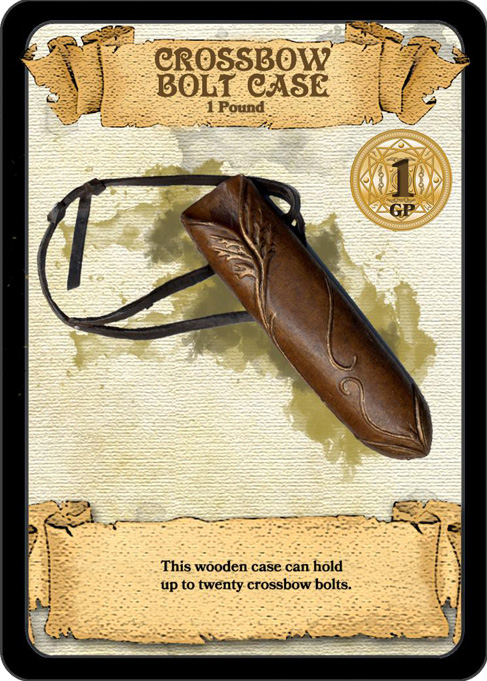 CROSSBOW
BOLT CASE
1 Pound
1
GP
This wooden case can hold
up to twenty crossbow bolts.